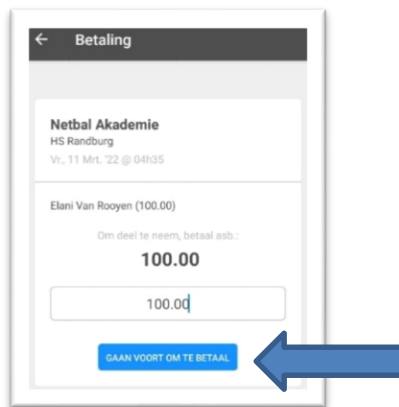 ← Betaling
Netbal Akademie
HS Randburg
Vr., 11 Mrt. '22 @ 04h35
Elani Van Rooyen (100.00)
Om deel te neem, betaal asb.:
100.00
100.00
GAAN VOORT OM TE BETAAL